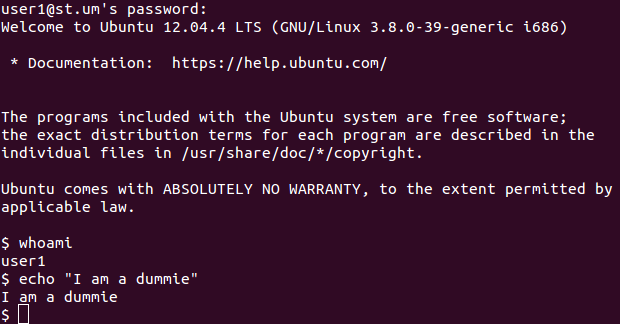 user1@st.um's password:
Welcome to Ubuntu 12.04.4 LTS (GNU/Linux 3.8.0-39-generic i686)
* Documentation:  https://help.ubuntu.com/
The programs included with the Ubuntu system are free software;
the exact distribution terms for each program are described in the
individual files in /usr/share/doc/*/copyright.
Ubuntu comes with ABSOLUTELY NO WARRANTY, to the extent permitted by
applicable law.
$ whoami
user1
$ echo "I am a dummie"
I am a dummie
$